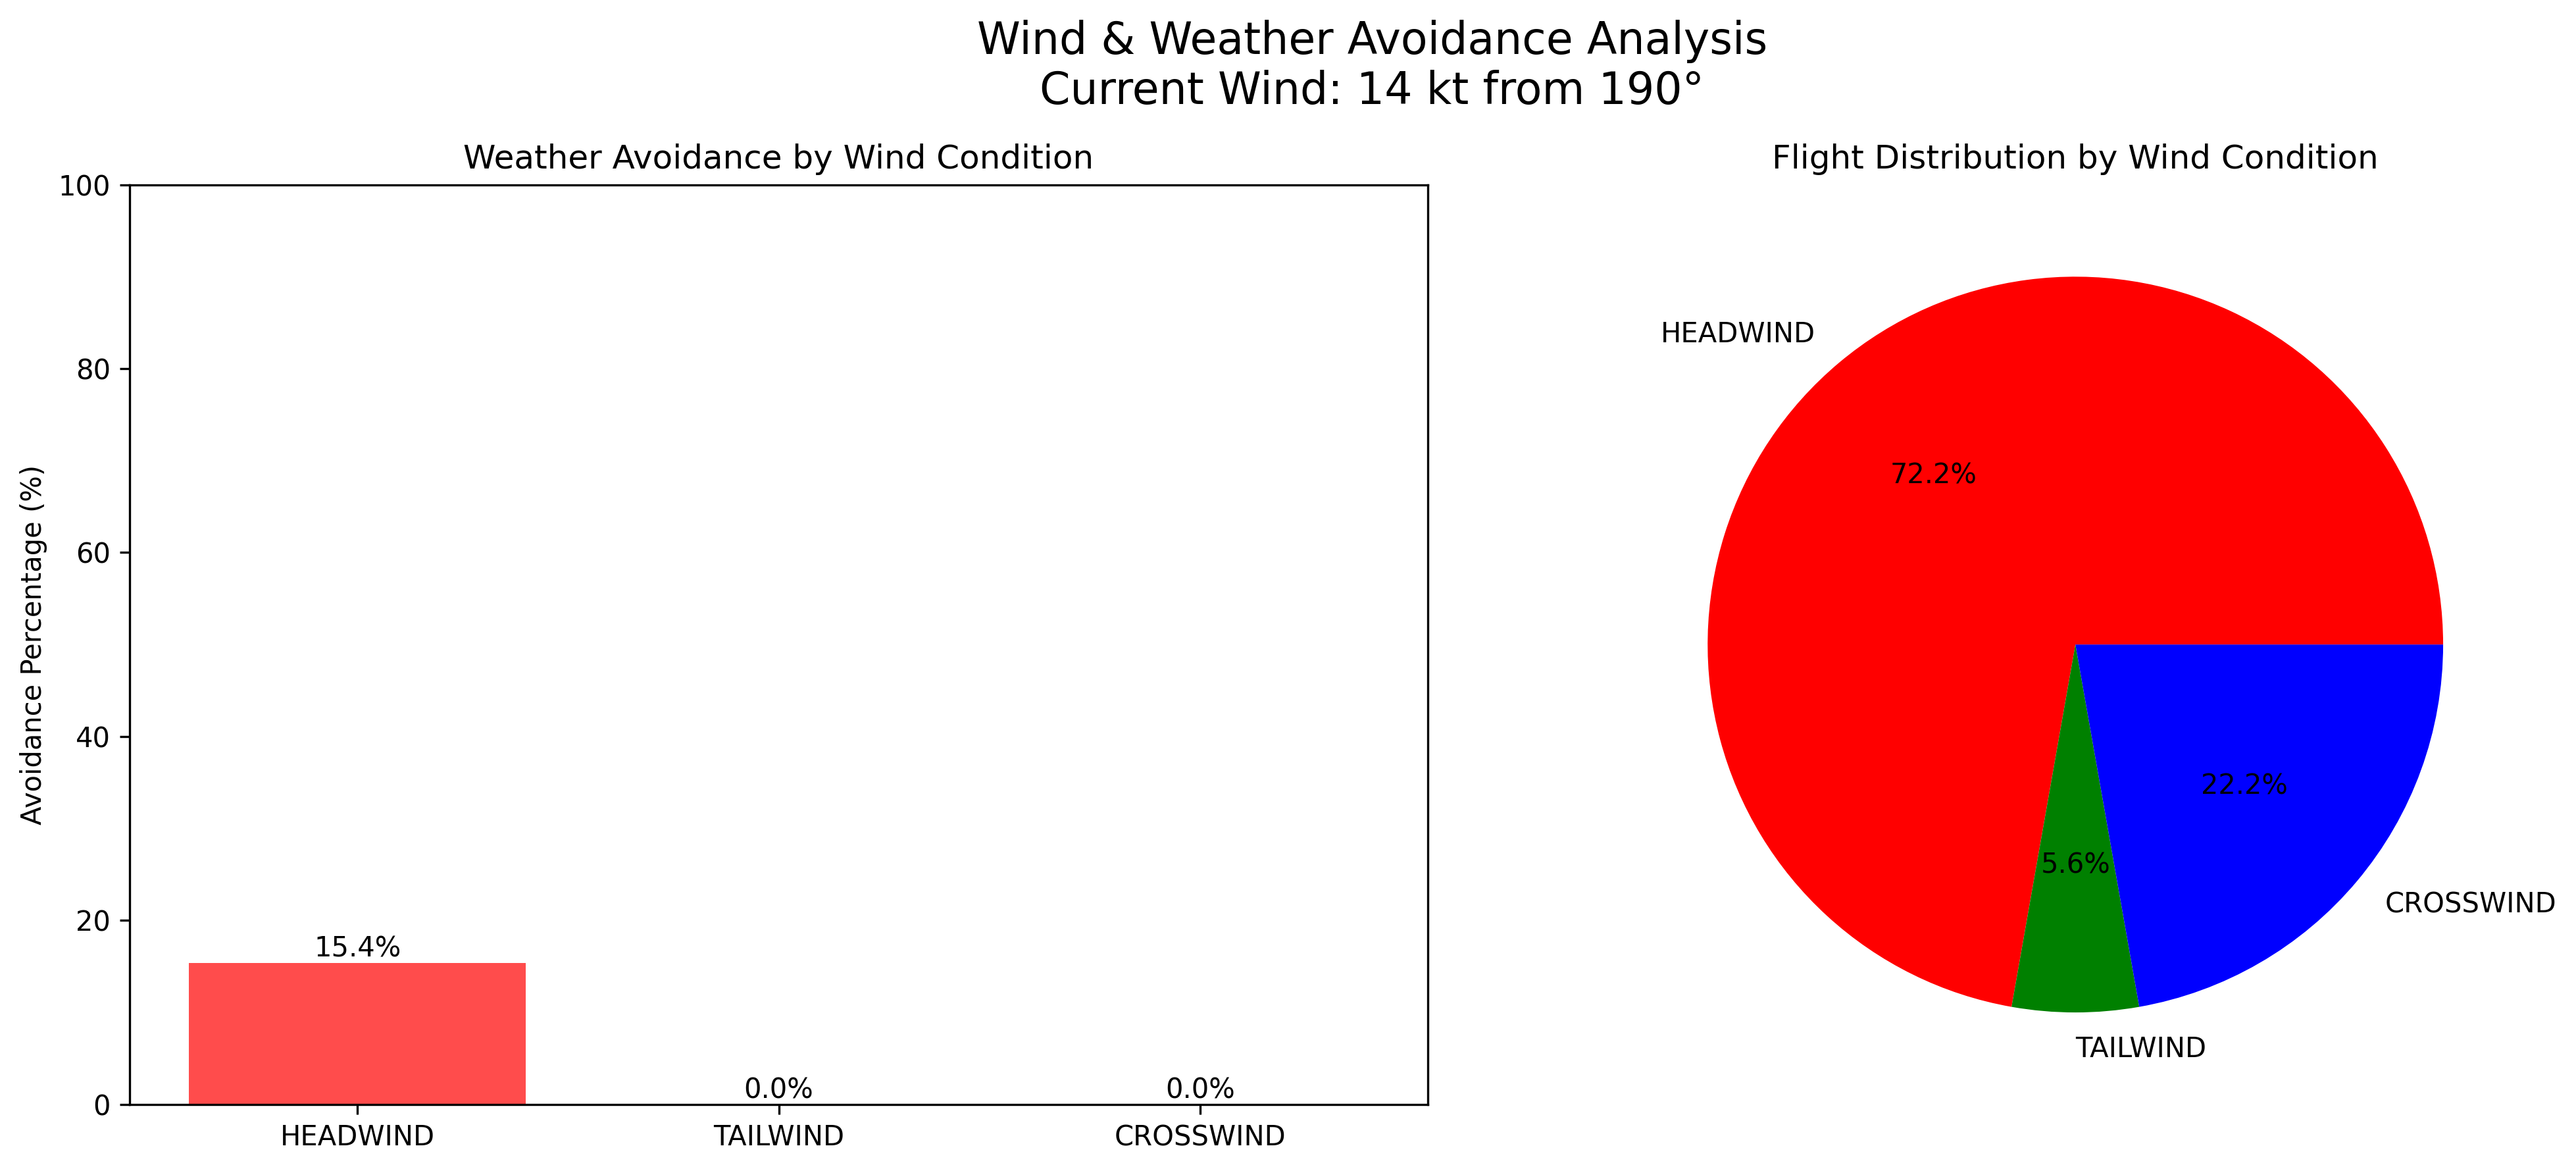 Wind & Weather Avoidance Analysis
Current Wind: 14 kt from 190°
Weather Avoidance by Wind Condition
100
80
60
40
20
0
Avoidance Percentage (%)
15.4%
0.0%
0.0%
HEADWIND
TAILWIND
CROSSWIND
Flight Distribution by Wind Condition
HEADWIND
72.2%
22.2%
5.6%
CROSSWIND
TAILWIND